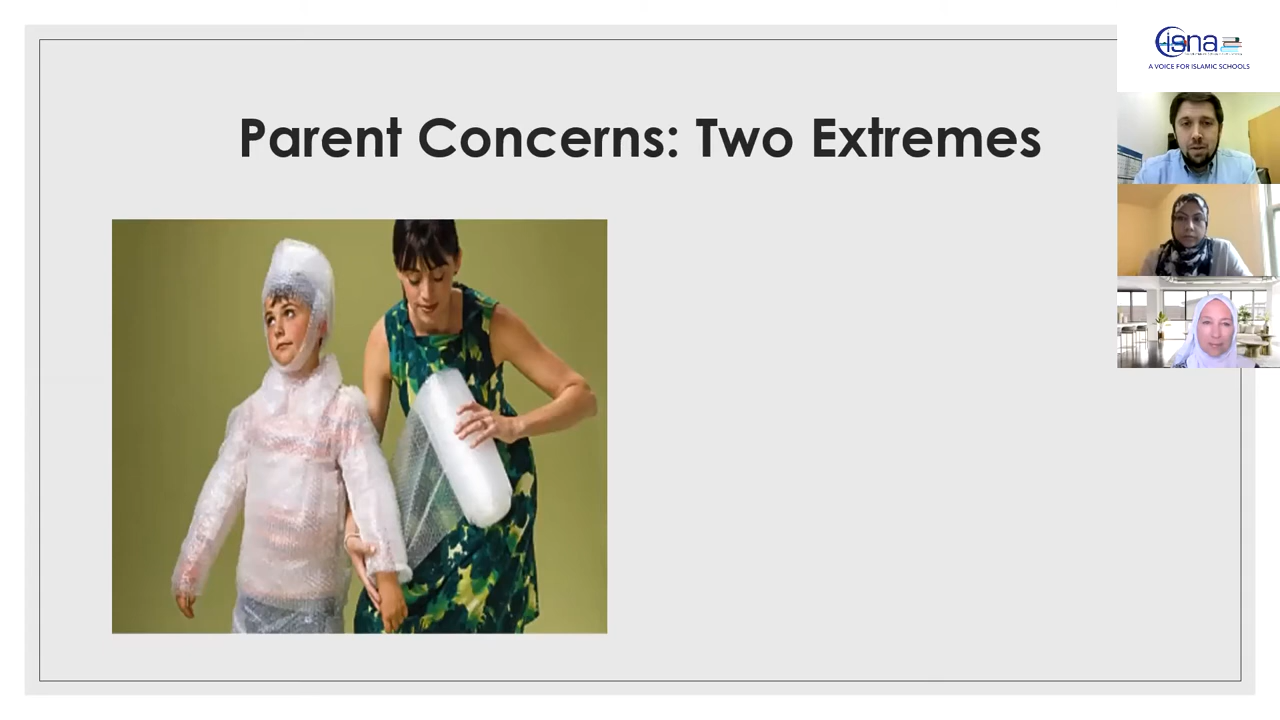 Parent Concerns: Two Extremes
cisna
A VOICE FOR ISLAMIC SCHOOLS